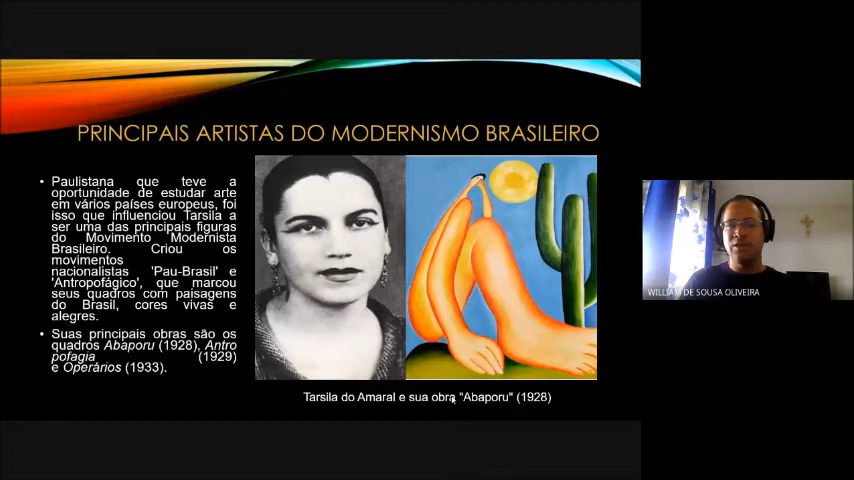 PRINCIPAIS ARTISTAS DO MODERNISMO BRASILEIRO
• Paulistana que teve a
oportunidade de estudar arte
em vários países europeus, foi
isso que influenciou Tarsila a
ser uma das principais figuras
do Movimento Modernista
Brasileiro. Criou os
movimentos
nacionalistas 'Pau-Brasil' e
'Antropofágico', que marcou
seus quadros com paisagens
do Brasil, cores vivas e
alegres.
• Suas principais obras são os
quadros Abaporu (1928), Antro
pofagia (1929)
e Operários (1933).
Tarsila do Amaral e sua obra "Abaporu" (1928)
WILLIAM DE SOUSA OLIVEIRA